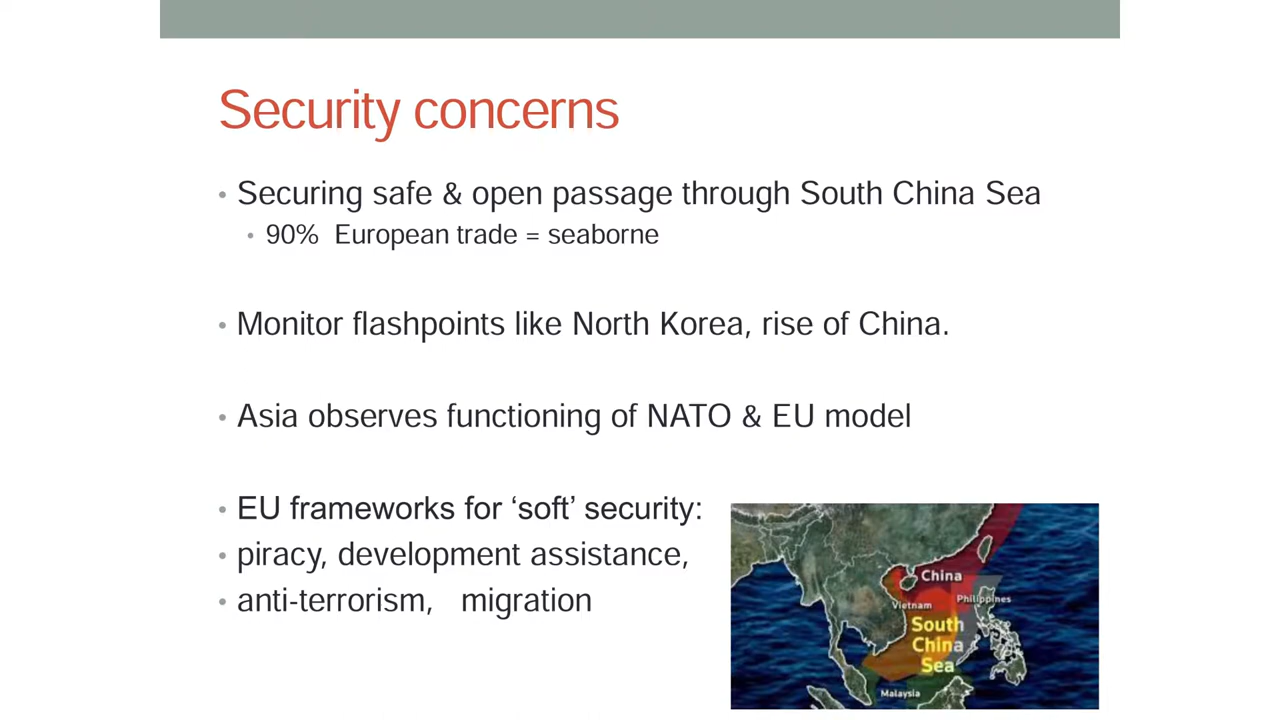 Security concerns
• Securing safe & open passage through South China Sea
• 90% European trade = seaborne
• Monitor flashpoints like North Korea, rise of China.
• Asia observes functioning of NATO & EU model
• EU frameworks for ‘soft’ security:
• piracy, development assistance,
• anti-terrorism, migration
China
Vietnam
Philippines
South
China
Sea
Malaysia